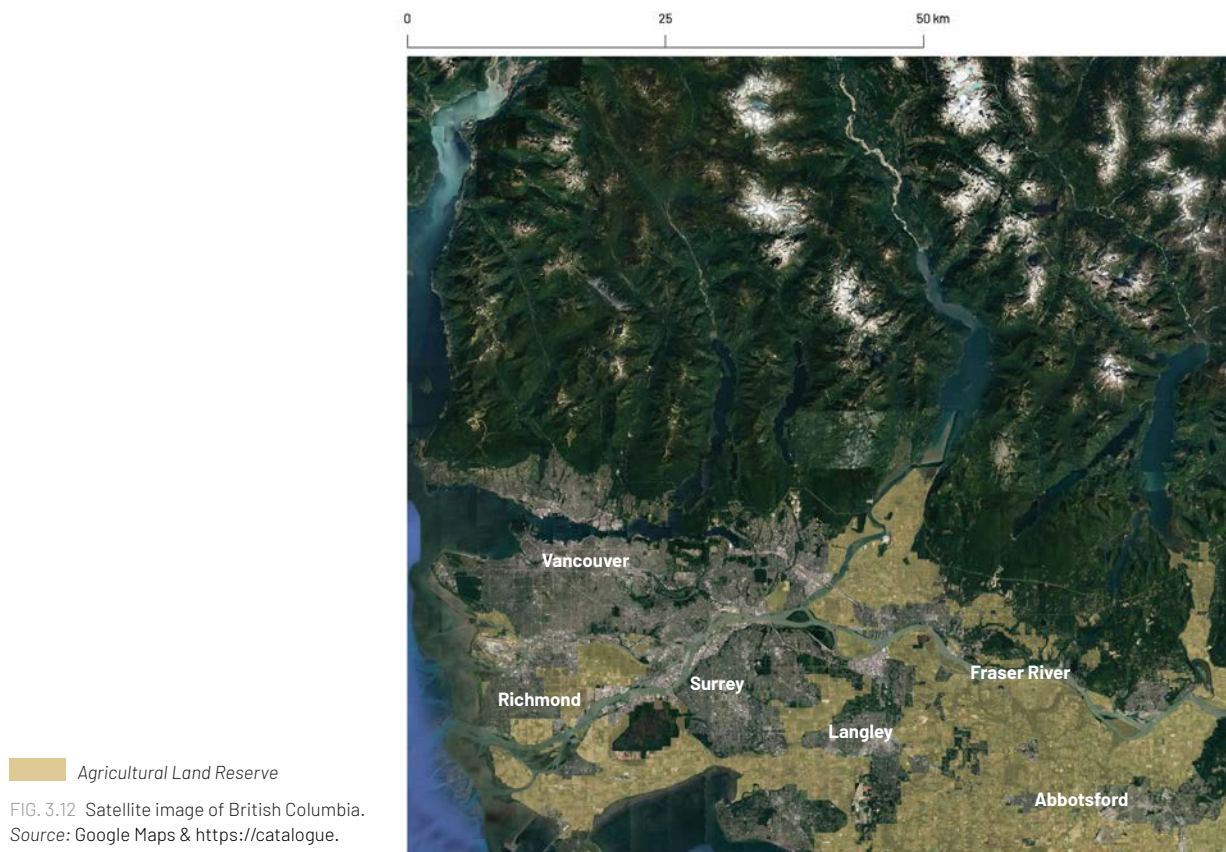 0 25 50 km
Vancouver
Fraser River
Surrey
Richmond
Langley
Abbotsford
Agricultural Land Reserve
FIG. 3.12 Satellite image of British Columbia.
Source: Google Maps & https://catalogue.